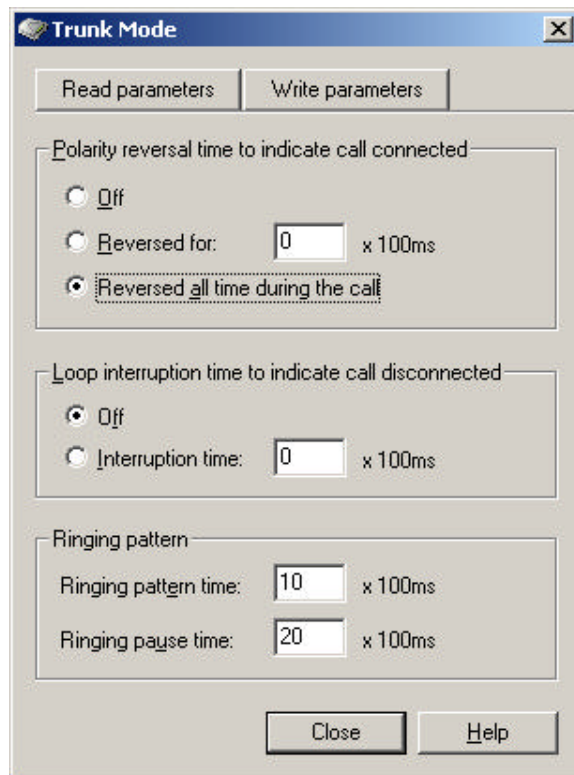 Trunk Mode
Read parameters Write parameters
Polarity reversal time to indicate call connected
Off
Reversed for: 0 x 100ms
Reversed all time during the call
Loop interruption time to indicate call disconnected
Off
Interruption time: 0 x 100ms
Ringing pattern
Ringing pattern time: 10 x 100ms
Ringing pause time: 20 x 100ms
Close Help